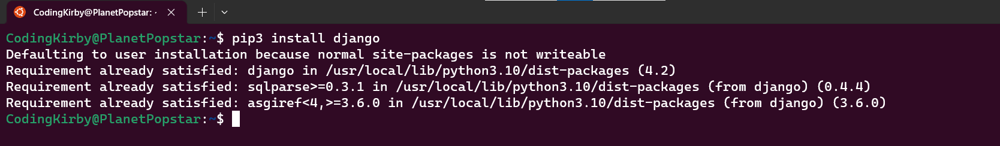 CodingKirby@PlanetPopstar: ~
CodingKirby@PlanetPopstar:~$ pip3 install django
Defaulting to user installation because normal site-packages is not writeable
Requirement already satisfied: django in /usr/local/lib/python3.10/dist-packages (4.2)
Requirement already satisfied: sqlparse>=0.3.1 in /usr/local/lib/python3.10/dist-packages (from django) (0.4.4)
Requirement already satisfied: asgiref<4,>=3.6.0 in /usr/local/lib/python3.10/dist-packages (from django) (3.6.0)
CodingKirby@PlanetPopstar:~$